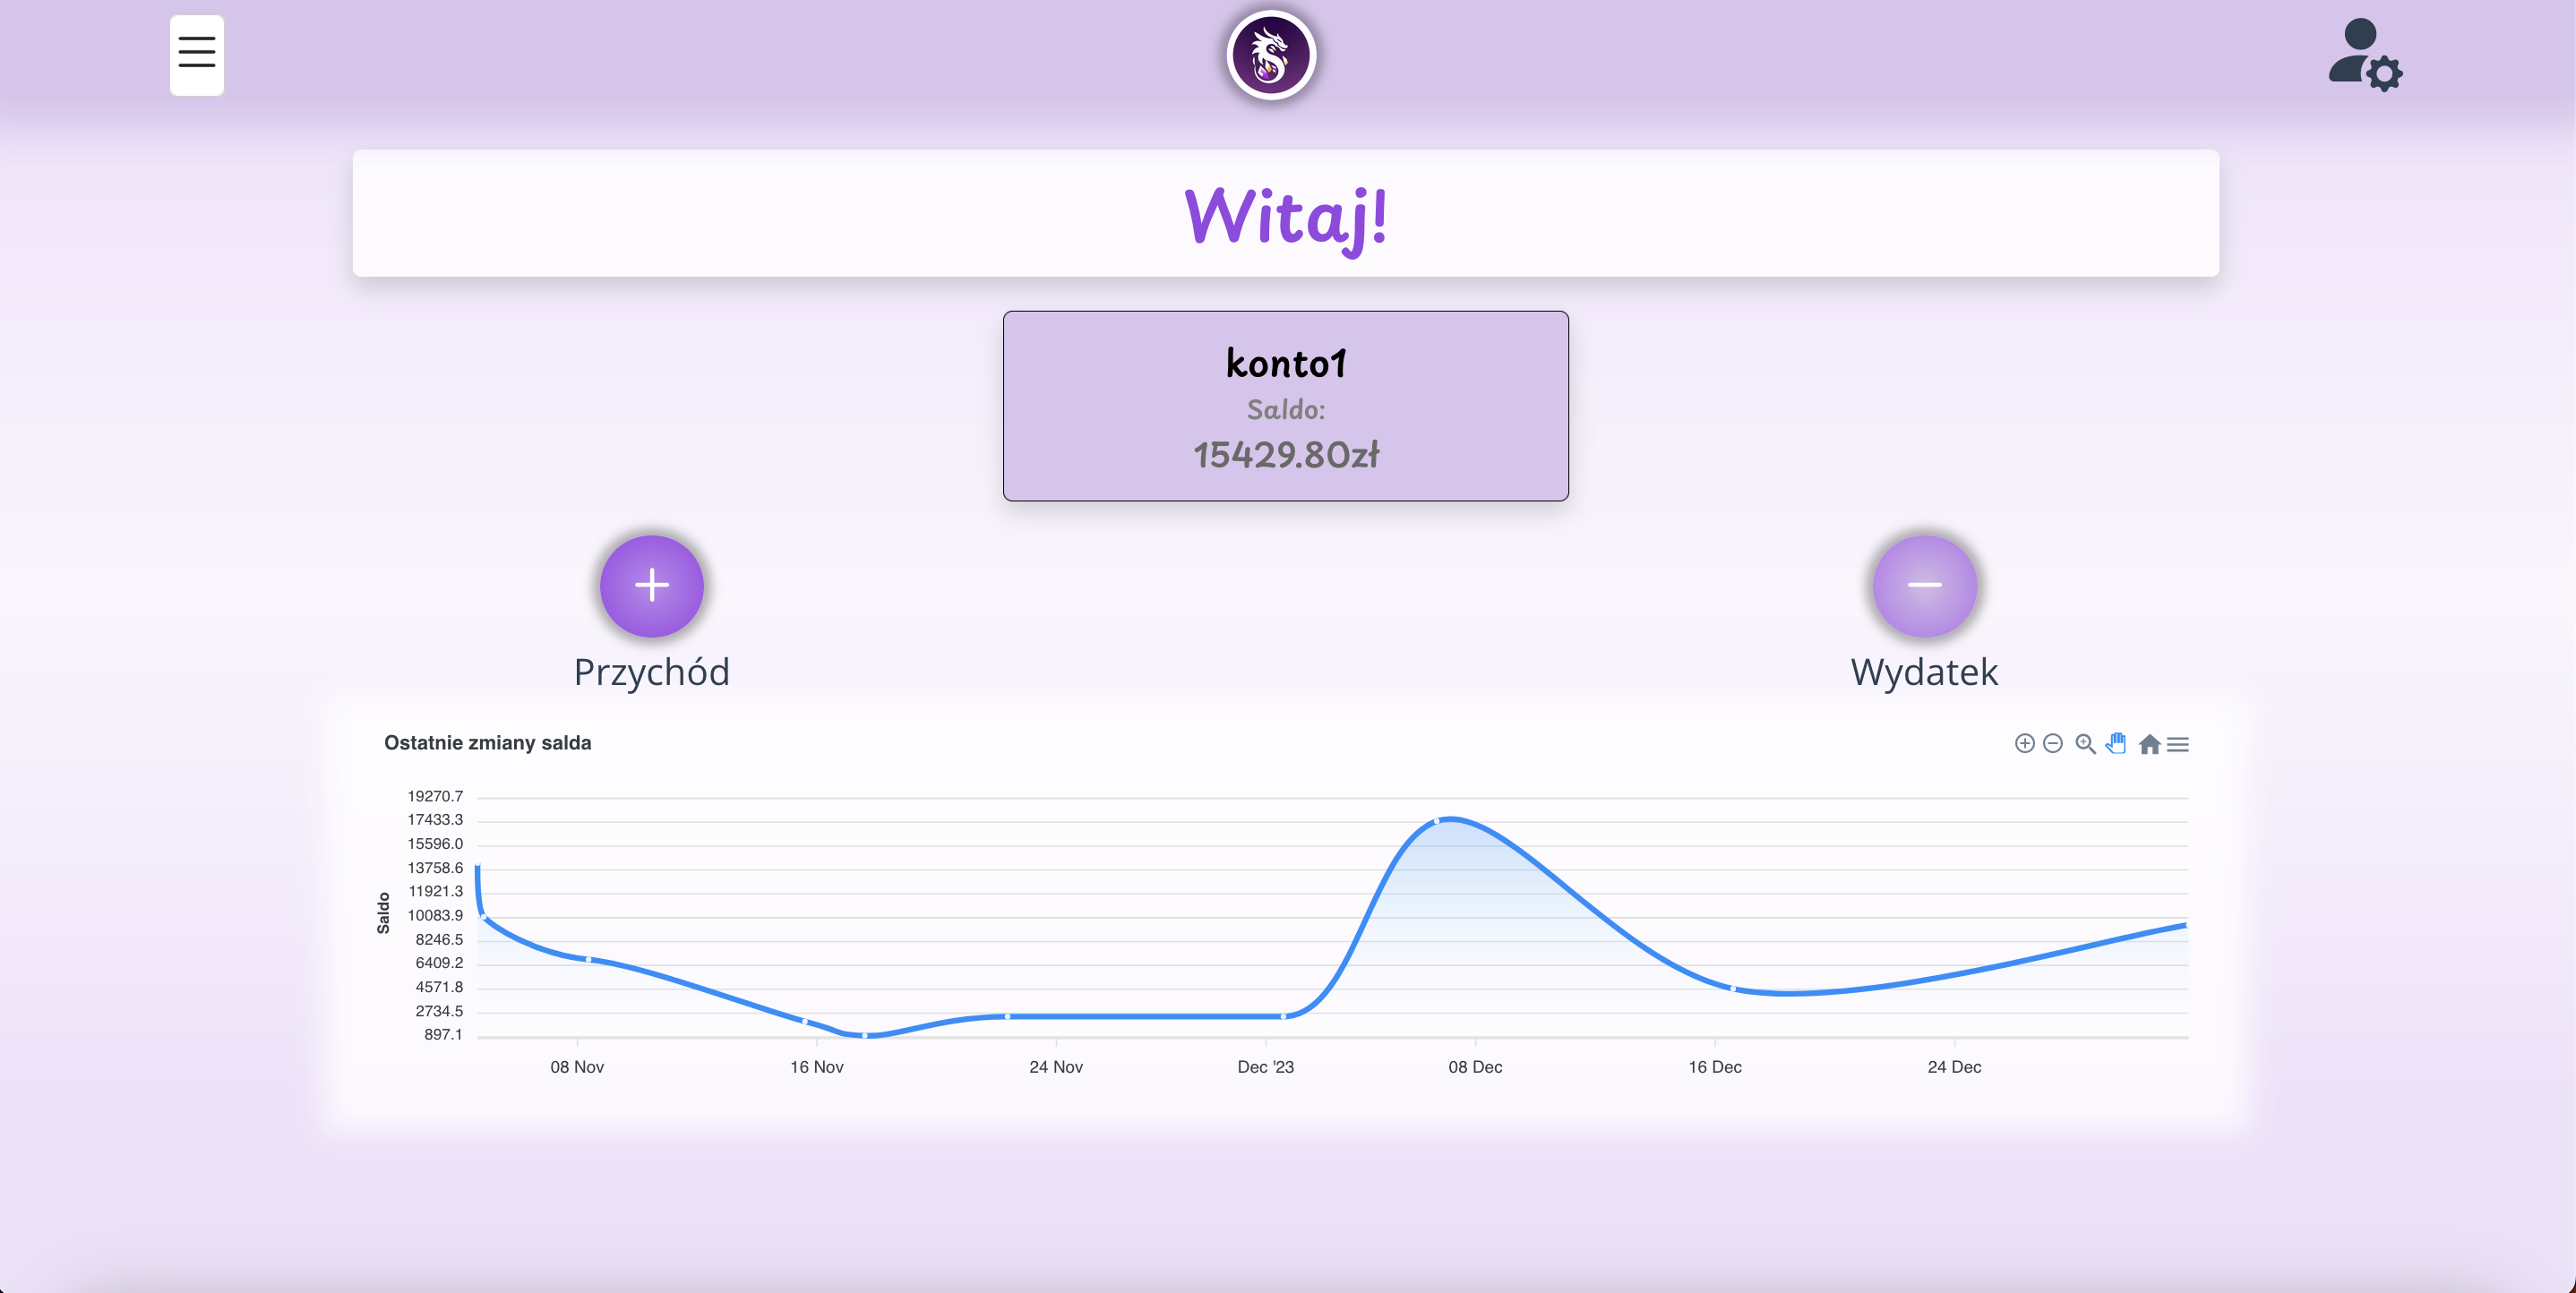 Witaj!
konto1
Saldo:
15429.80zł
Przychód
Wydatek
Ostatnie zmiany salda
Saldo
19270.7
17433.3
15596.0
13758.6
11921.3
10083.9
8246.5
6409.2
4571.8
2734.5
897.1
08 Nov
16 Nov
24 Nov
Dec '23
08 Dec
16 Dec
24 Dec